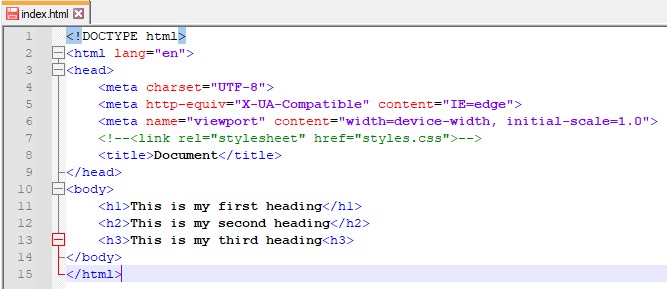 index.html
1 <!DOCTYPE html>
2 <html lang="en">
3 <head>
4 <meta charset="UTF-8">
5 <meta http-equiv="X-UA-Compatible" content="IE=edge">
6 <meta name="viewport" content="width=device-width, initial-scale=1.0">
7 <!--<link rel="stylesheet" href="styles.css">-->
8 <title>Document</title>
9 </head>
10 <body>
11 <h1>This is my first heading</h1>
12 <h2>This is my second heading</h2>
13 <h3>This is my third heading<h3>
14 </body>
15 </html>